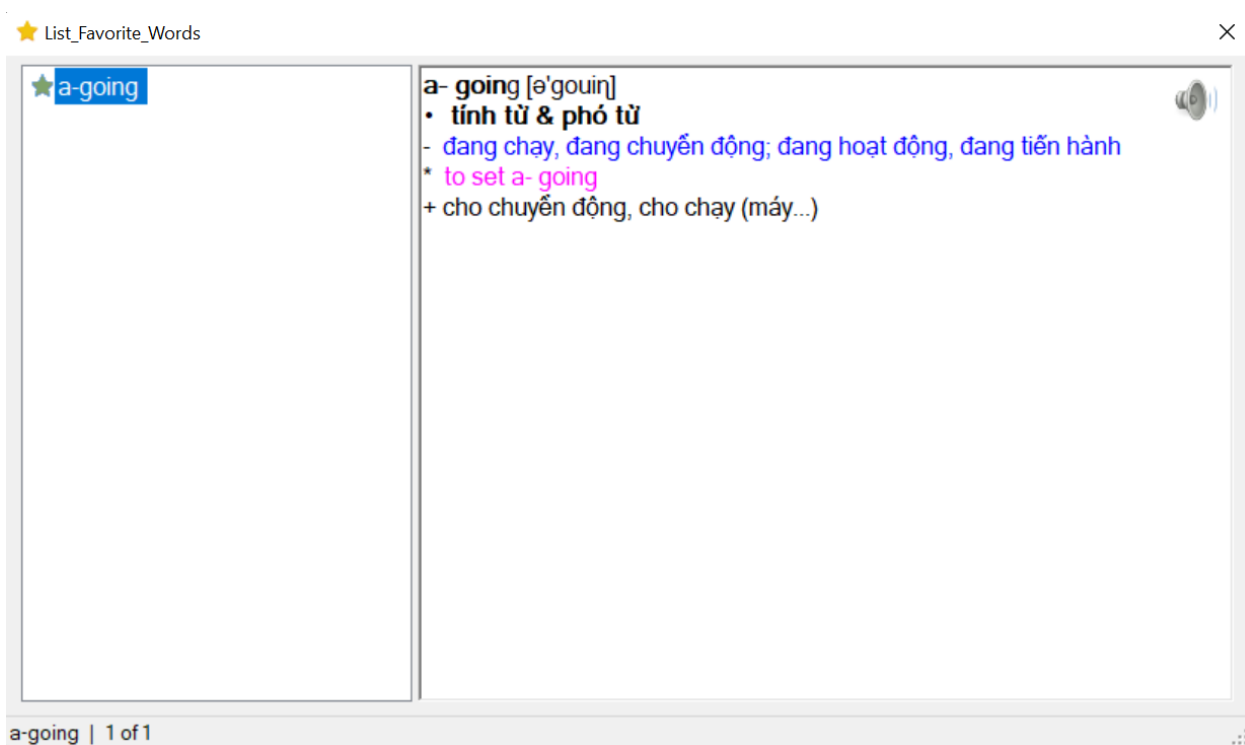 List_Favorite_Words
a-going
a- going [ə'gouiη]
• tính từ & phó từ
- đang chạy, đang chuyển động; đang hoạt động, đang tiến hành
* to set a- going
+ cho chuyển động, cho chạy (máy...)
a-going | 1 of 1